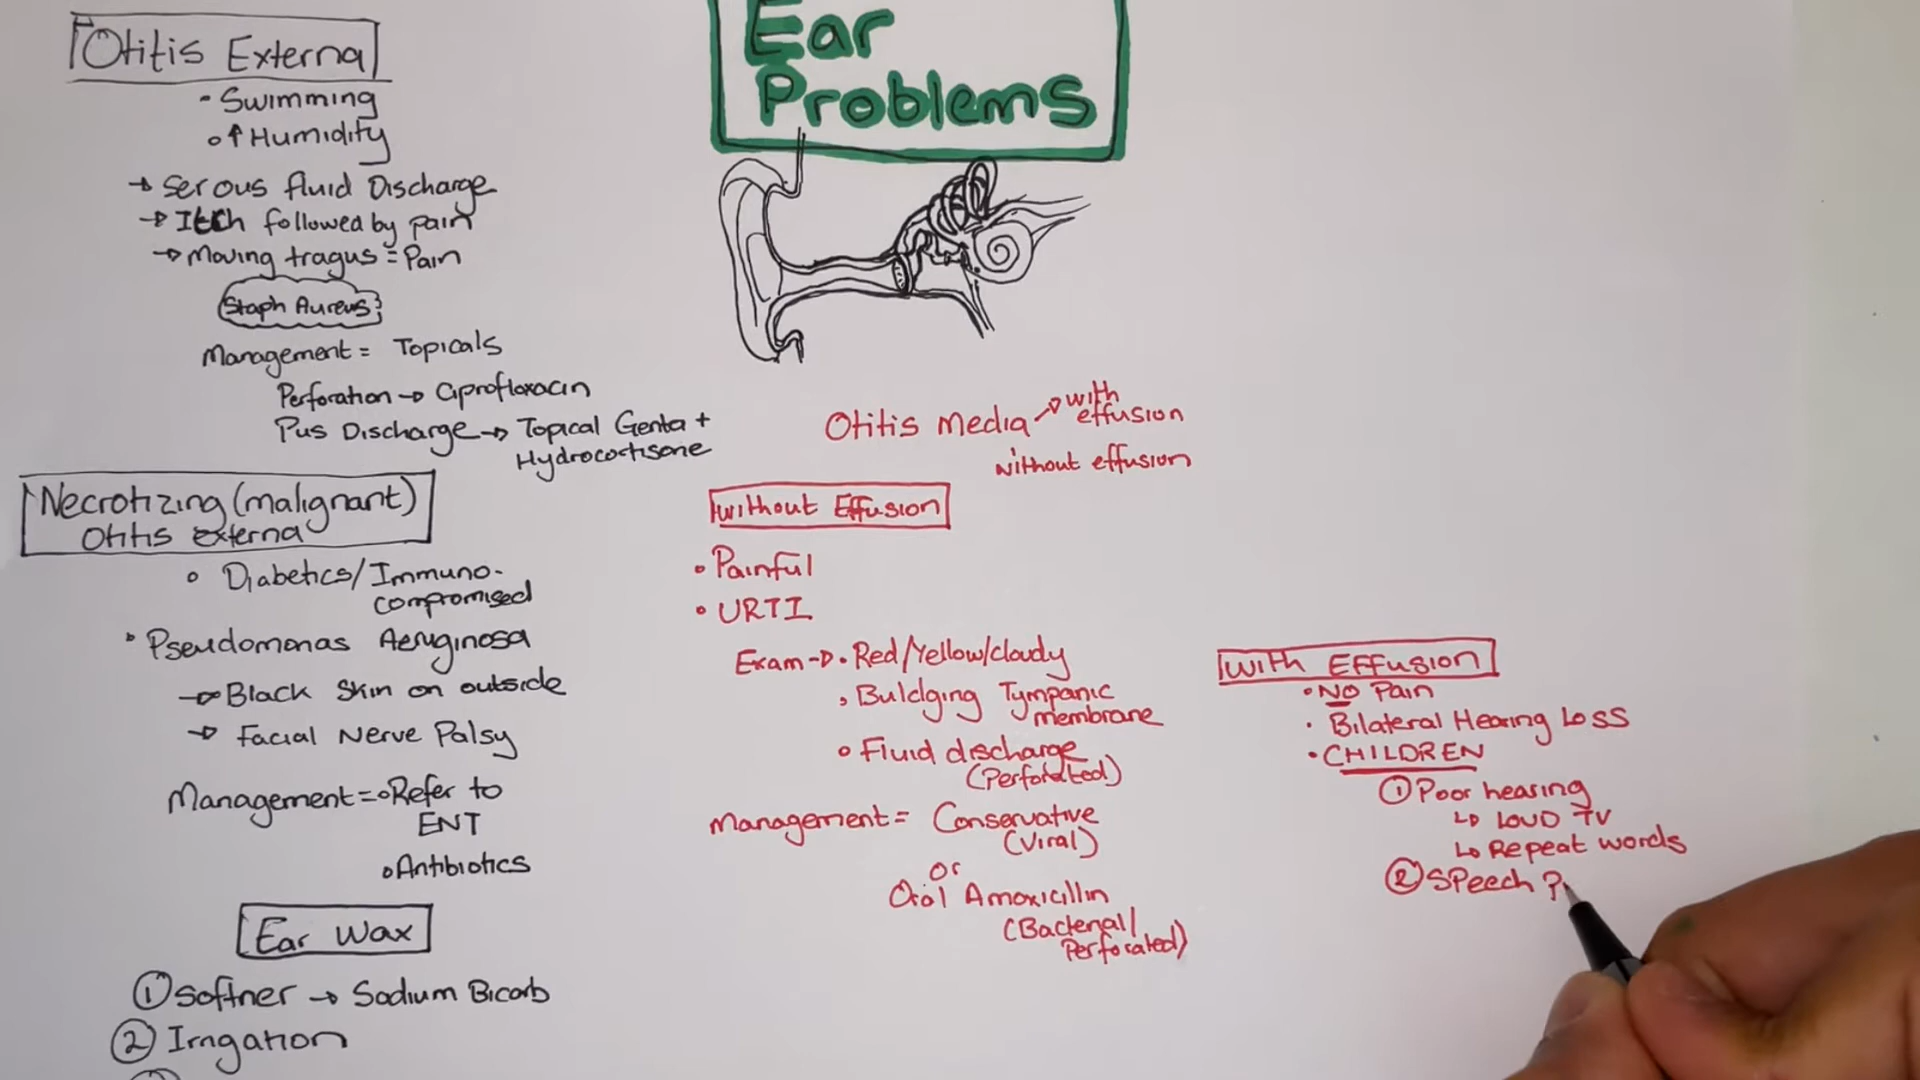 Ear
Problems
Otitis Externa
• Swimming
o ↑ Humidity
→ Serous fluid Discharge
→ Itch followed by pain
→ Moving tragus = Pain
Staph Aureus
Management = Topicals
Perforation → Ciprofloxacin
Pus Discharge → Topical Genta +
Hydrocortisone
Necrotizing (malignant)
Otitis externa
o Diabetics/Immuno-
compromised
• Pseudomonas Aeruginosa
→ Black Skin on outside
→ Facial Nerve Palsy
Management = o Refer to
ENT
o Antibiotics
Ear Wax
① Softner → Sodium Bicarb
② Irrgation
Otitis Media → with
effusion
without effusion
without Effusion
• Painful
• URTI
Exam → • Red/Yellow/cloudy
• Buldging Tympanic
membrane
o Fluid discharge
(Perforated)
Management = Conservative
(Viral)
or
Oral Amoxicillin
(Bacterial/
Perforated)
With Effusion
• NO Pain
• Bilateral Hearing Loss
• CHILDREN
① Poor hearing
↳ LOUD TV
↳ Repeat words
② Speech P